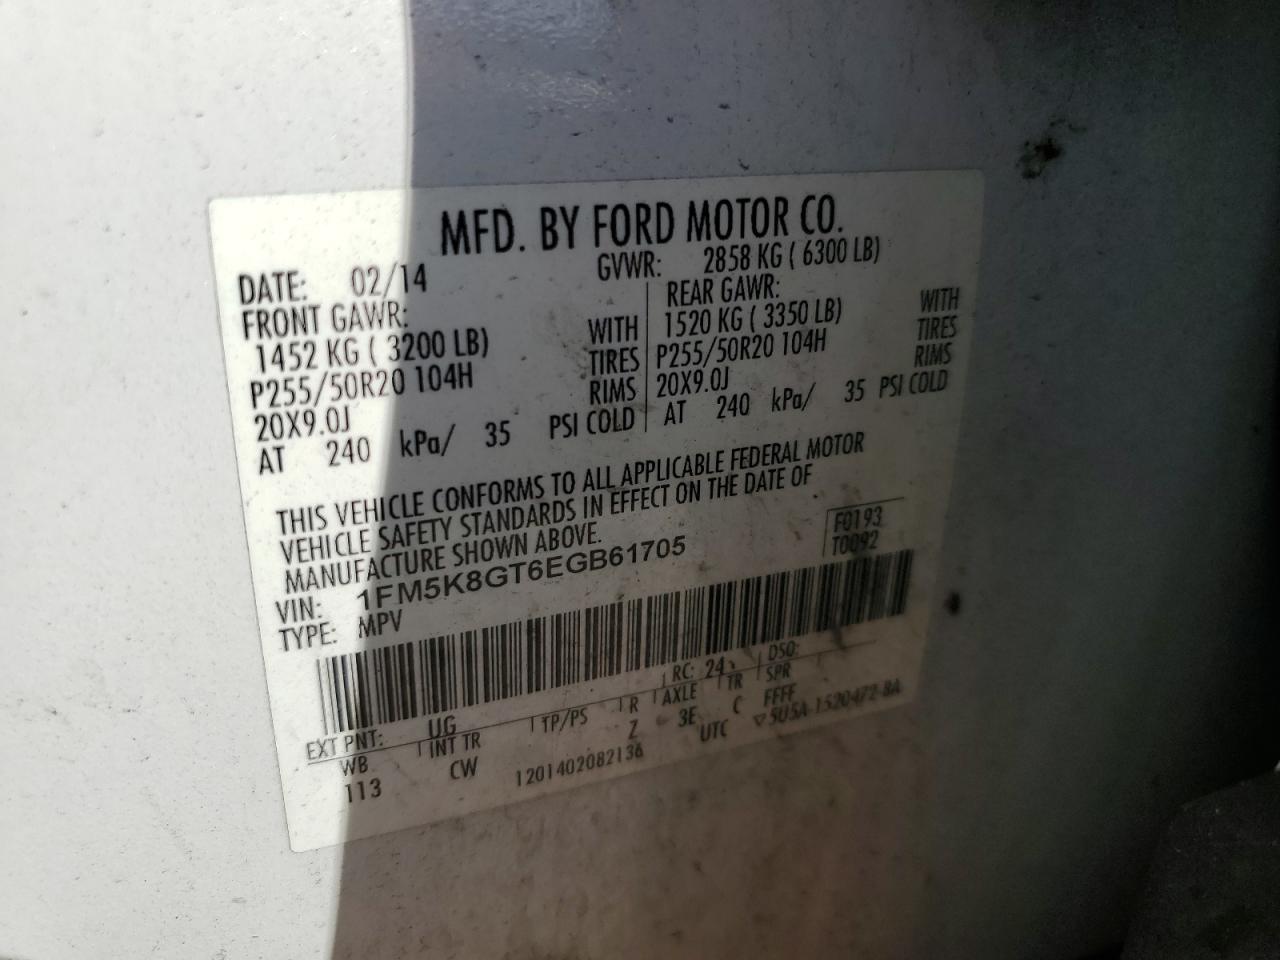 MFD. BY FORD MOTOR CO.
DATE: 02/14 GVWR: 2858 KG ( 6300 LB)
FRONT GAWR: REAR GAWR:
1452 KG ( 3200 LB) WITH 1520 KG ( 3350 LB) WITH
P255/50R20 104H TIRES P255/50R20 104H TIRES
20X9.0J RIMS 20X9.0J RIMS
AT 240 kPa/ 35 PSI COLD AT 240 kPa/ 35 PSI COLD
THIS VEHICLE CONFORMS TO ALL APPLICABLE FEDERAL MOTOR
VEHICLE SAFETY STANDARDS IN EFFECT ON THE DATE OF
MANUFACTURE SHOWN ABOVE.
F0193
T0092
VIN: 1FM5K8GT6EGB61705
TYPE: MPV
RC: 24 DSO:
EXT PNT: UG
WB INT TR TP/PS R AXLE TR SPR
113 CW Z 3E C FFFF
1201402082136 UTC ▽ 5U5A-1520472-BA